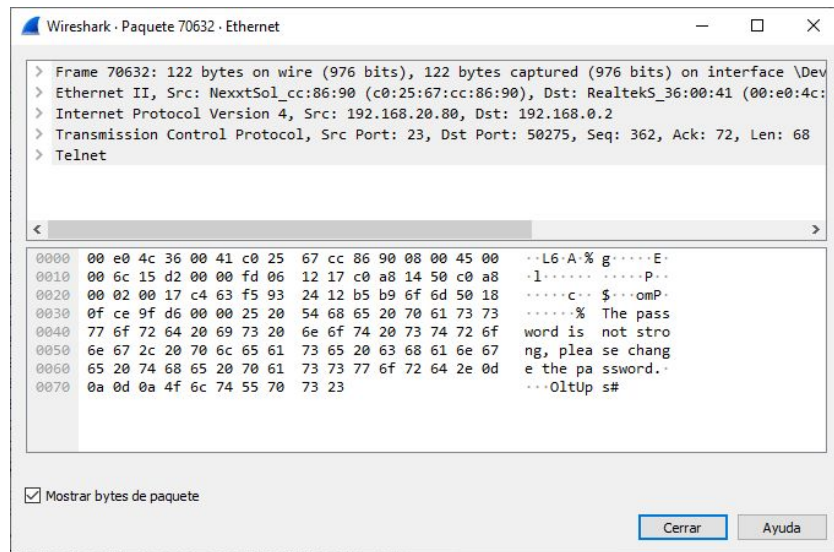 Wireshark · Paquete 70632 · Ethernet
> Frame 70632: 122 bytes on wire (976 bits), 122 bytes captured (976 bits) on interface \Dev
> Ethernet II, Src: NexxtSol_cc:86:90 (c0:25:67:cc:86:90), Dst: RealtekS_36:00:41 (00:e0:4c:
> Internet Protocol Version 4, Src: 192.168.20.80, Dst: 192.168.0.2
> Transmission Control Protocol, Src Port: 23, Dst Port: 50275, Seq: 362, Ack: 72, Len: 68
> Telnet
0000 00 e0 4c 36 00 41 c0 25 67 cc 86 90 08 00 45 00 ··L6·A·% g·····E·
0010 00 6c 15 d2 00 00 fd 06 12 17 c0 a8 14 50 c0 a8 ·l······ ·····P··
0020 00 02 00 17 c4 63 f5 93 24 12 b5 b9 6f 6d 50 18 ·····c·· $···omP·
0030 0f ce 9f d6 00 00 25 20 54 68 65 20 70 61 73 73 ······% The pass
0040 77 6f 72 64 20 69 73 20 6e 6f 74 20 73 74 72 6f word is not stro
0050 6e 67 2c 20 70 6c 65 61 73 65 20 63 68 61 6e 67 ng, plea se chang
0060 65 20 74 68 65 20 70 61 73 73 77 6f 72 64 2e 0d e the pa ssword.·
0070 0a 0d 0a 4f 6c 74 55 70 73 23 ···OltUp s#
Mostrar bytes de paquete
Cerrar Ayuda